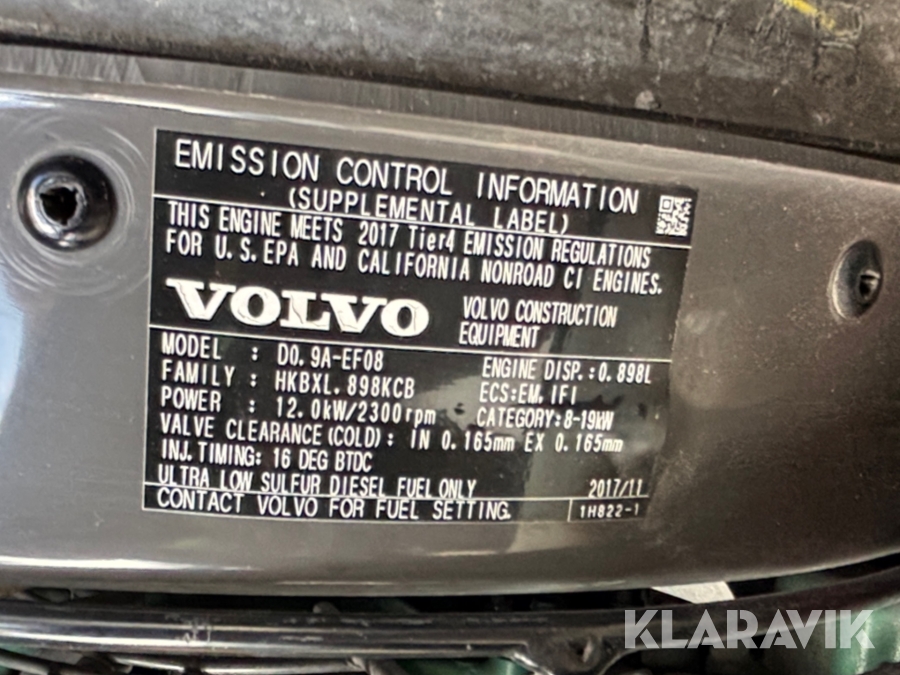 EMISSION CONTROL INFORMATION
(SUPPLEMENTAL LABEL)
THIS ENGINE MEETS 2017 Tier4 EMISSION REGULATIONS
FOR U.S.EPA AND CALIFORNIA NONROAD CI ENGINES.
VOLVO VOLVO CONSTRUCTION
EQUIPMENT
MODEL : D0.9A-EF08 ENGINE DISP.:0.898L
FAMILY : HKBXL.898KCB ECS:EM,IFI
POWER : 12.0kW/2300rpm CATEGORY:8-19kW
VALVE CLEARANCE(COLD): IN 0.165mm EX 0.165mm
INJ.TIMING: 16 DEG BTDC
ULTRA LOW SULFUR DIESEL FUEL ONLY 2017/11
CONTACT VOLVO FOR FUEL SETTING. 1H822-1
KLARAVIK